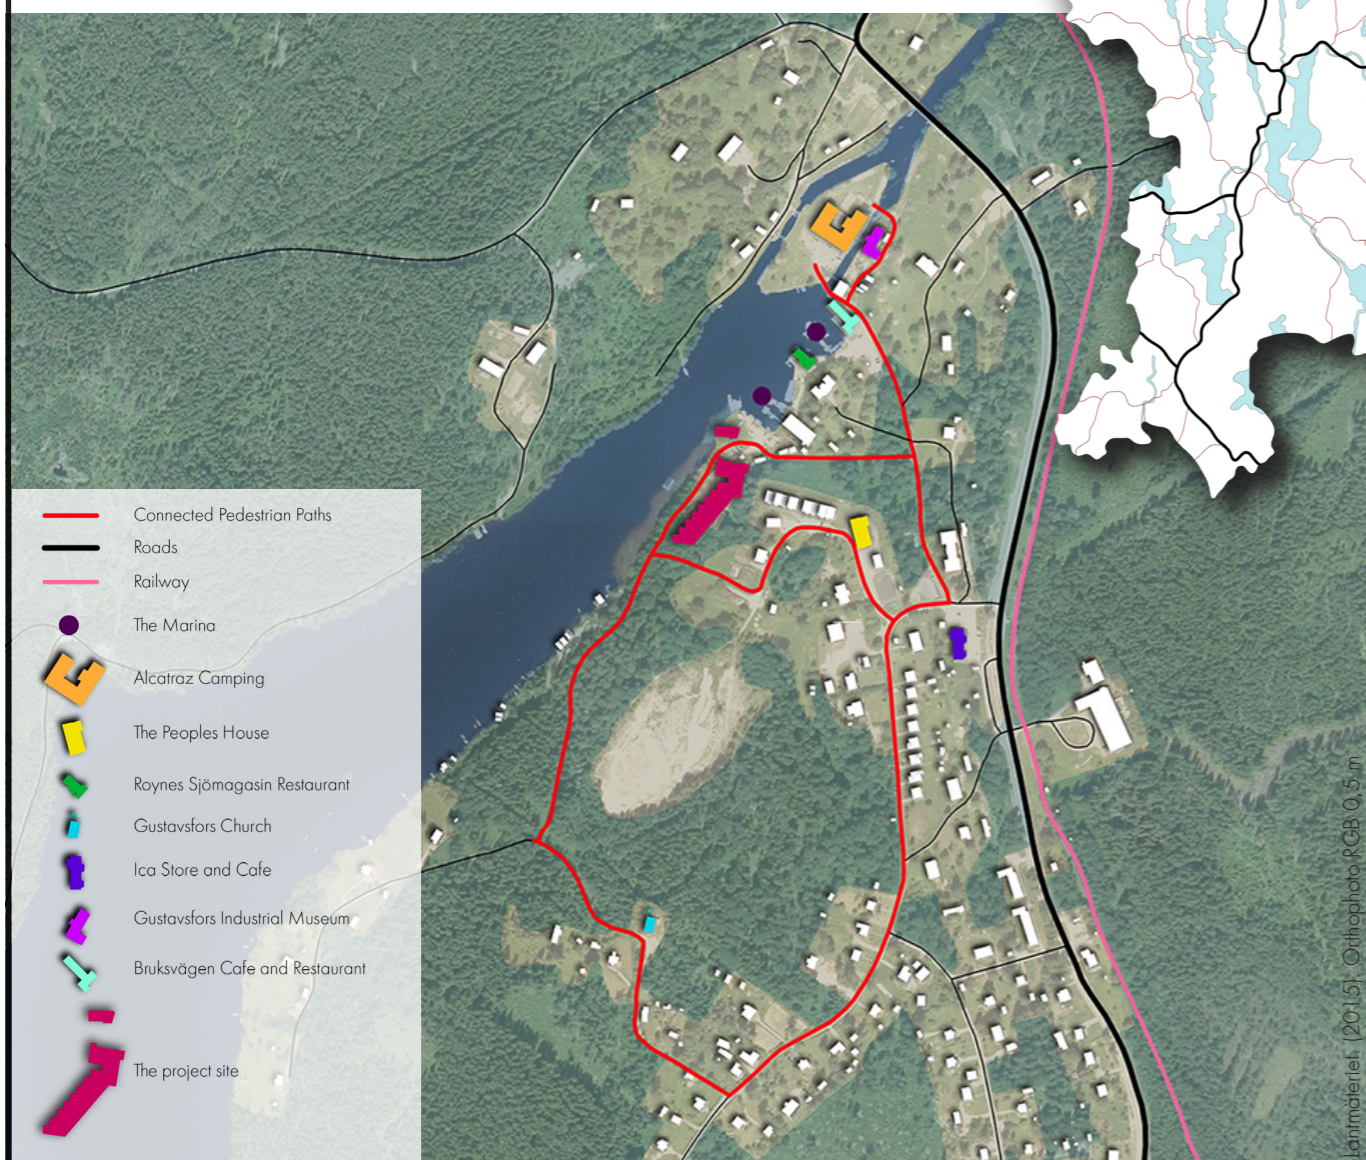 Connected Pedestrian Paths
Roads
Railway
The Marina
Alcatraz Camping
The Peoples House
Roynes Sjömagasin Restaurant
Gustavsfors Church
Ica Store and Cafe
Gustavsfors Industrial Museum
Bruksvägen Cafe and Restaurant
The project site
Lantmäteriet (2015), Orthophoto RGB 0,5 m